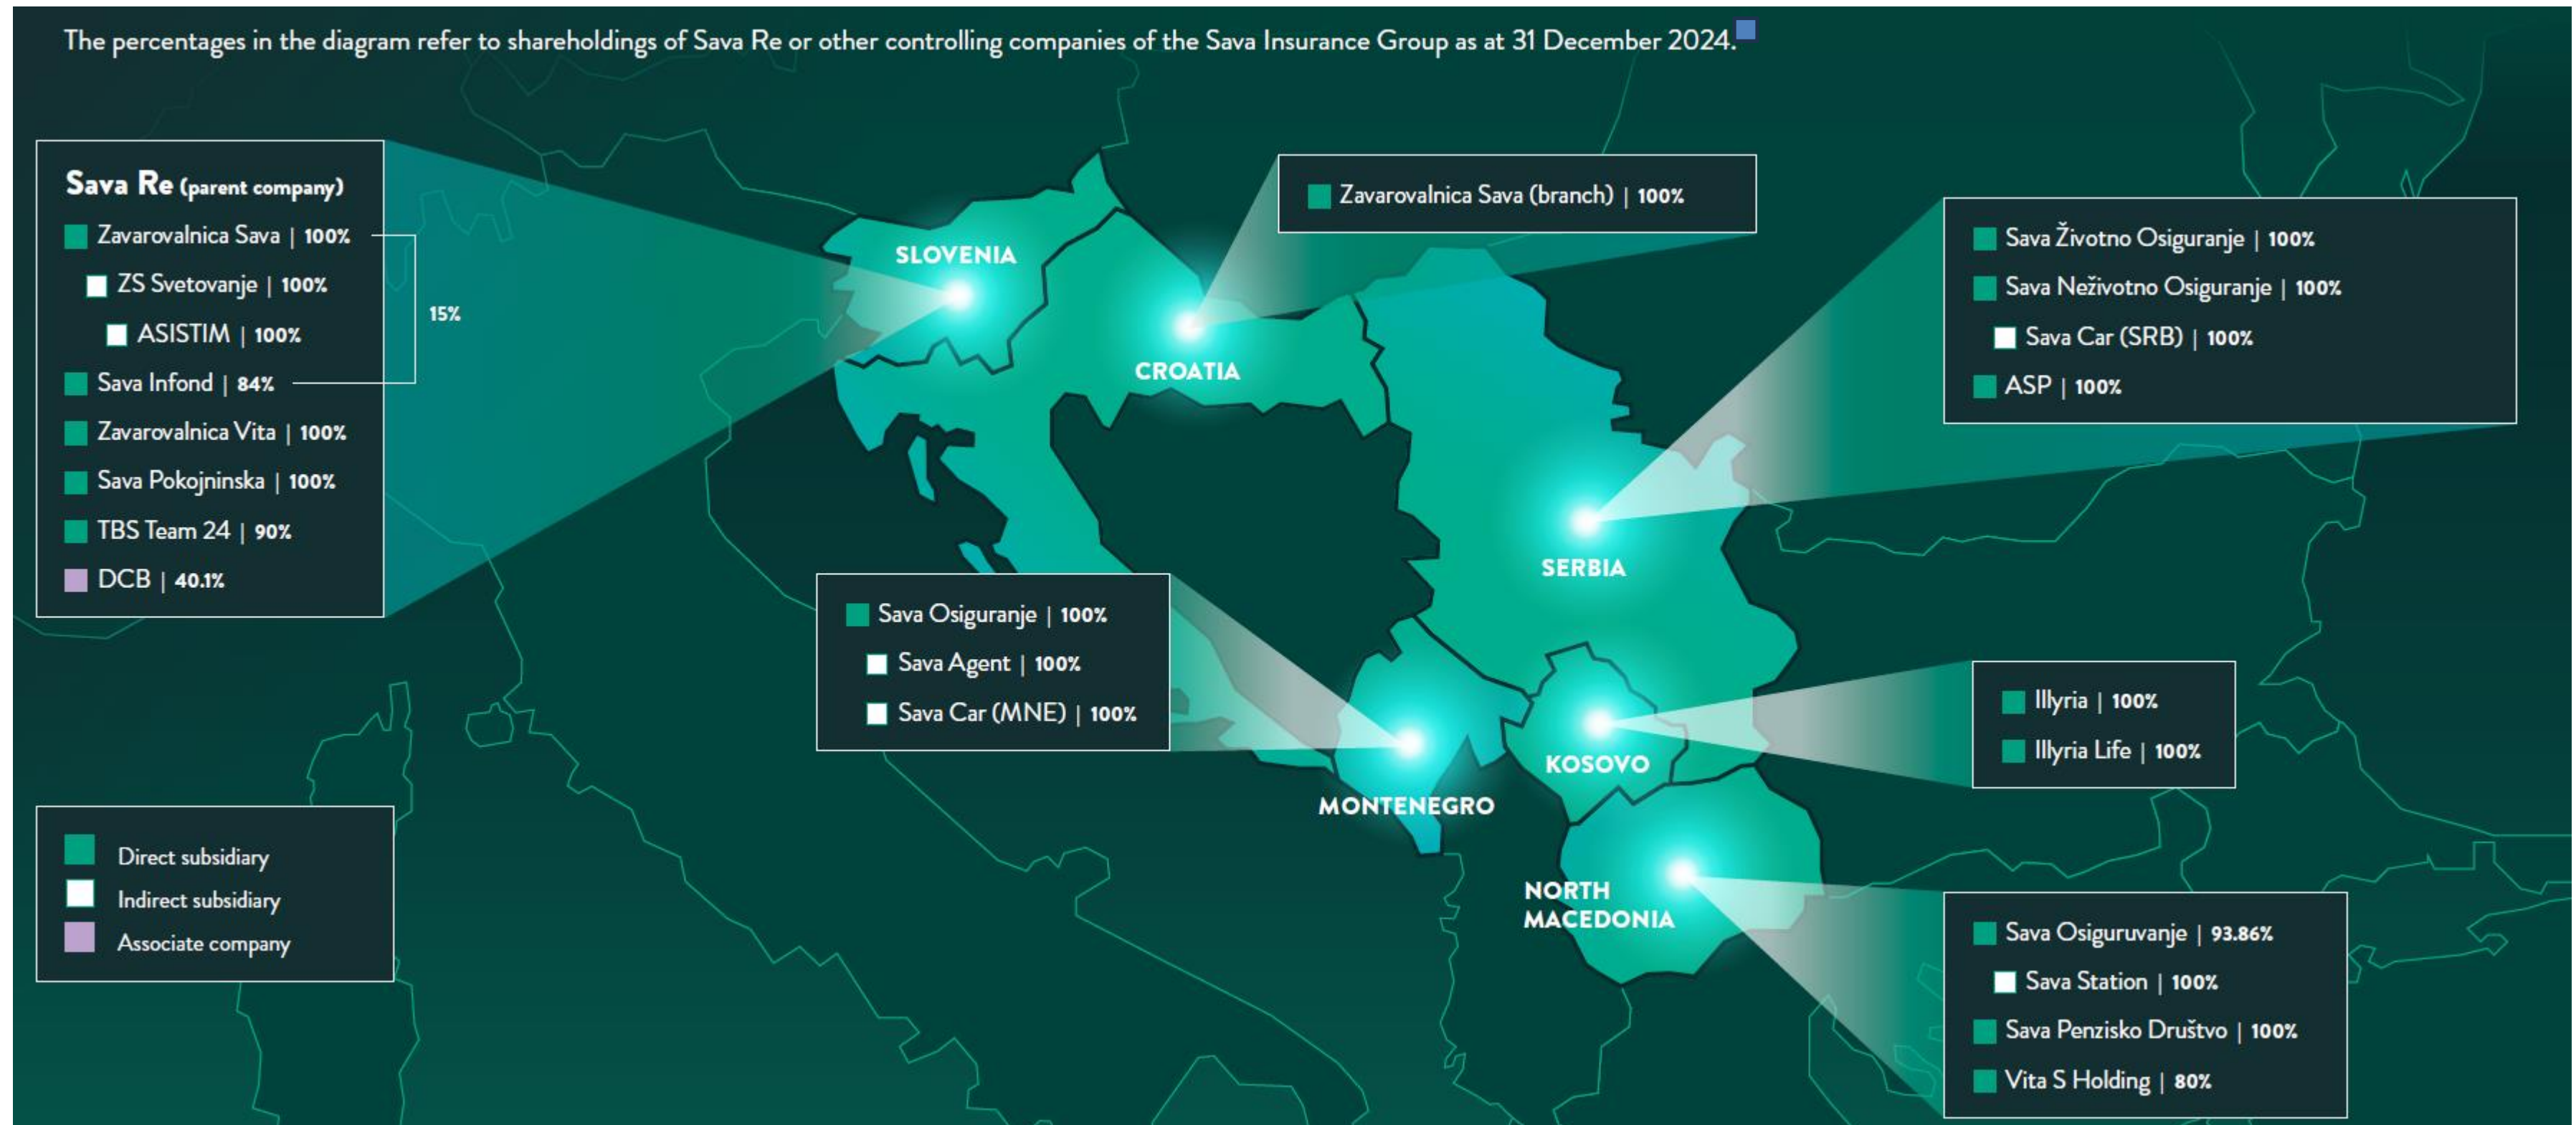 The percentages in the diagram refer to shareholdings of Sava Re or other controlling companies of the Sava Insurance Group as at 31 December 2024.
Sava Re (parent company)
Zavarovalnica Sava | 100%
ZS Svetovanje | 100%
ASISTIM | 100%
Sava Infond | 84%
15%
Zavarovalnica Vita | 100%
Sava Pokojninska | 100%
TBS Team 24 | 90%
DCB | 40.1%
Zavarovalnica Sava (branch) | 100%
Sava Životno Osiguranje | 100%
Sava Neživotno Osiguranje | 100%
Sava Car (SRB) | 100%
ASP | 100%
SLOVENIA
CROATIA
SERBIA
Sava Osiguranje | 100%
Sava Agent | 100%
Sava Car (MNE) | 100%
Illyria | 100%
Illyria Life | 100%
KOSOVO
MONTENEGRO
NORTH
MACEDONIA
Direct subsidiary
Indirect subsidiary
Associate company
Sava Osiguruvanje | 93.86%
Sava Station | 100%
Sava Penzisko Društvo | 100%
Vita S Holding | 80%